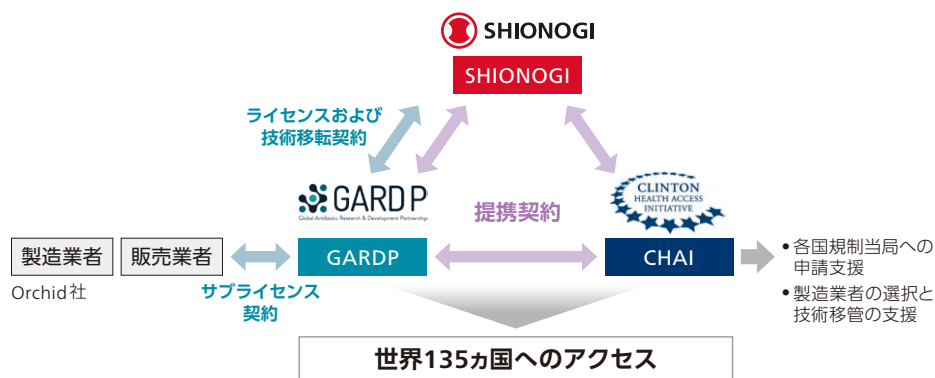 SHIONOGI
SHIONOGI
ライセンスおよび
技術移転契約
GARDP
Global Antibiotic Research & Development Partnership
CLINTON
HEALTH ACCESS
INITIATIVE
提携契約
製造業者
販売業者
GARDP
CHAI
Orchid社
サブライセンス
契約
•各国規制当局への
申請支援
•製造業者の選択と
技術移管の支援
世界135ヵ国へのアクセス